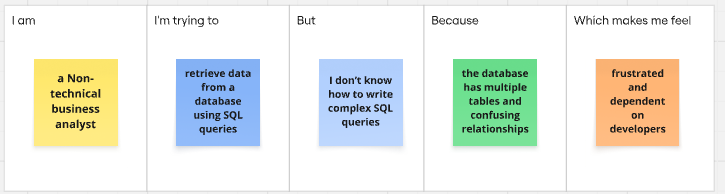 I am
a Non-
technical
business
analyst
I'm trying to
retrieve data
from a
database
using SQL
queries
But
I don't know
how to write
complex SQL
queries
Because
the database
has multiple
tables and
confusing
relationships
Which makes me feel
frustrated
and
dependent
on
developers